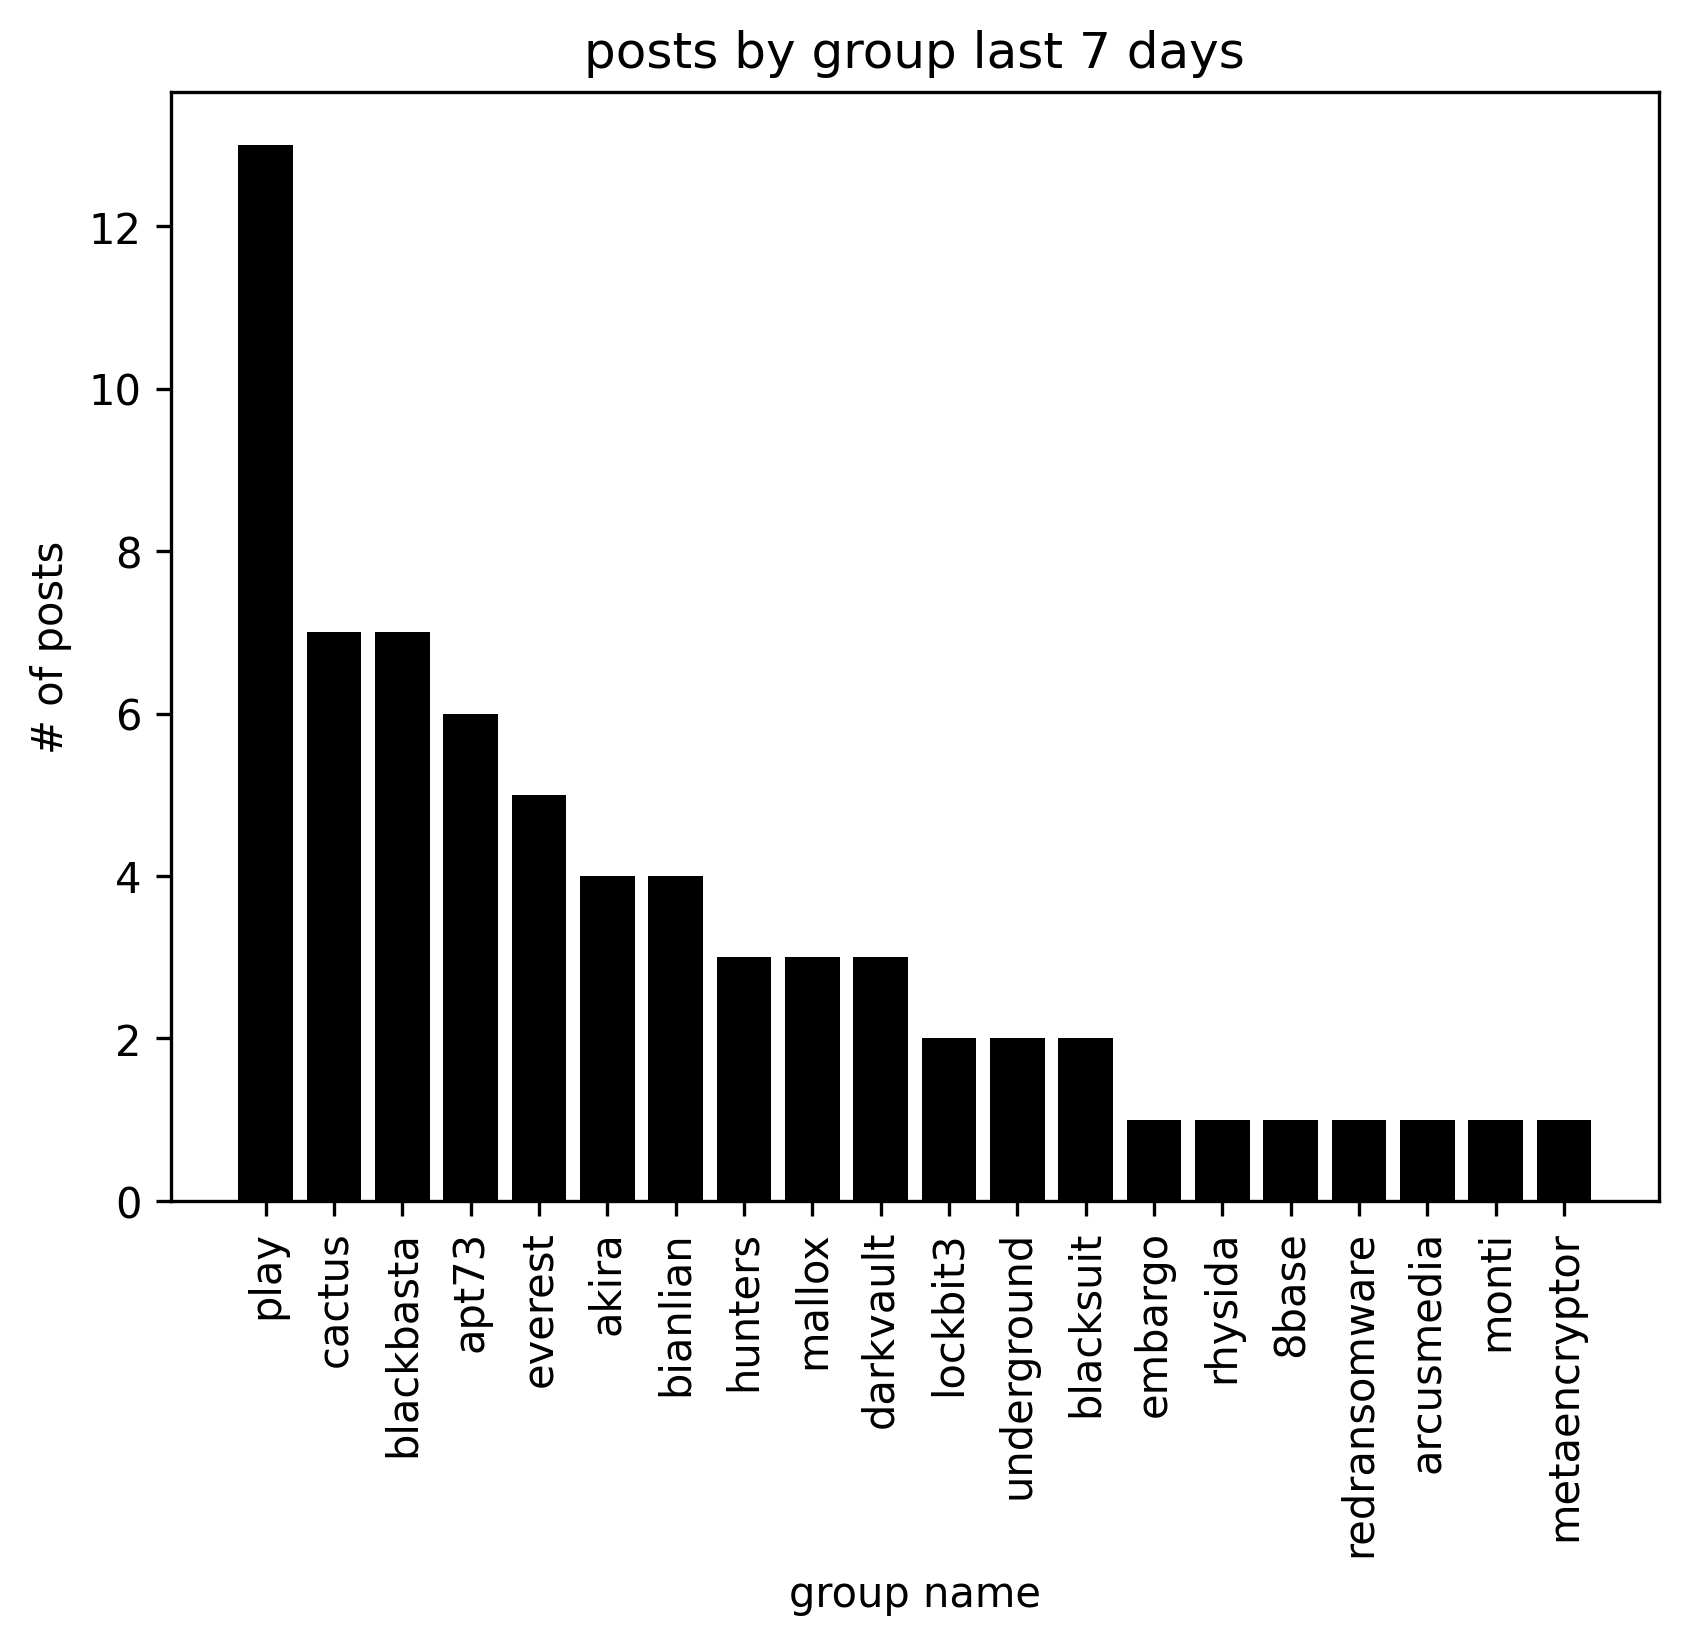 posts by group last 7 days
12
10
8
6
4
2
0
# of posts
play
cactus
blackbasta
apt73
everest
akira
bianlian
hunters
mallox
darkvault
lockbit3
underground
blacksuit
embargo
rhysida
8base
redransomware
arcusmedia
monti
metaencryptor
group name